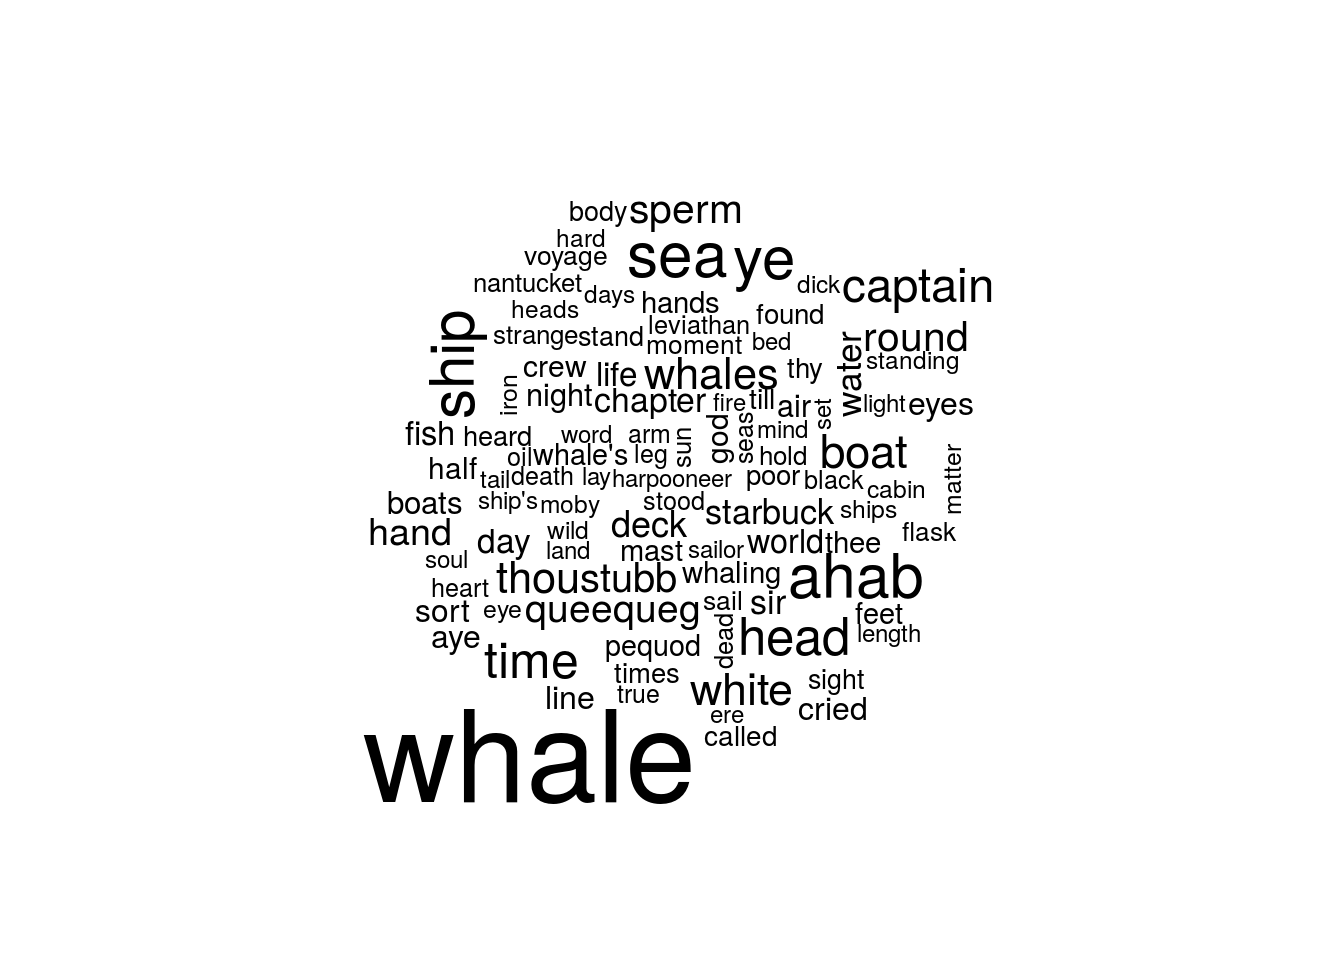 body sperm
hard
voyage
sea ye
nantucket
days
dick captain
heads
hands
found
ship
strange stand
leviathan
moment
bed
water
round
standing
iron
crew
life
whales
thy
night
chapter
fire
till
air
set
light
eyes
fish
heard
word
arm
sun
god
seas
mind
boat
matter
oil
whale's
leg
hold
half
tail
death
lay
harpooneer
poor
black
cabin
boats
ship's
moby
stood
starbuck
ships
hand
wild
deck
flask
day
land
mast
sailor
world
thee
soul
heart
thou
stubb
whaling
ahab
sort
eye
queequeg
sail
sir
feet
aye
pequod
dead
head
length
time
times
sight
line
true
white
cried
ere
called
whale